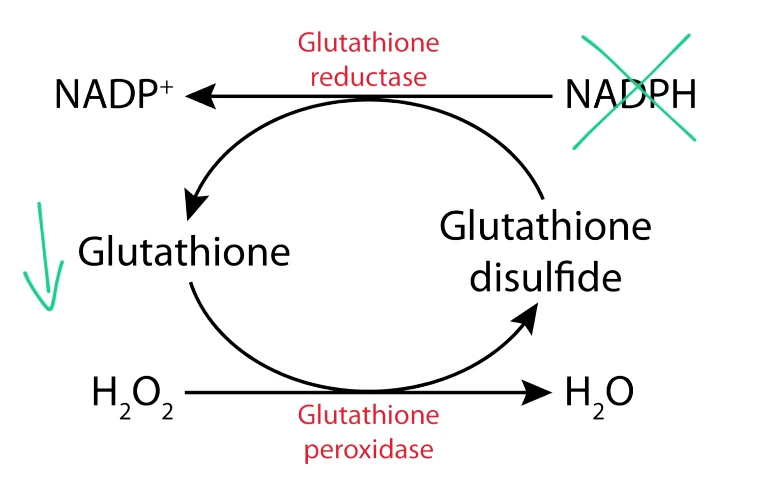 Glutathione
reductase
NADP⁺
NADPH
Glutathione
Glutathione
disulfide
H₂O₂
H₂O
Glutathione
peroxidase